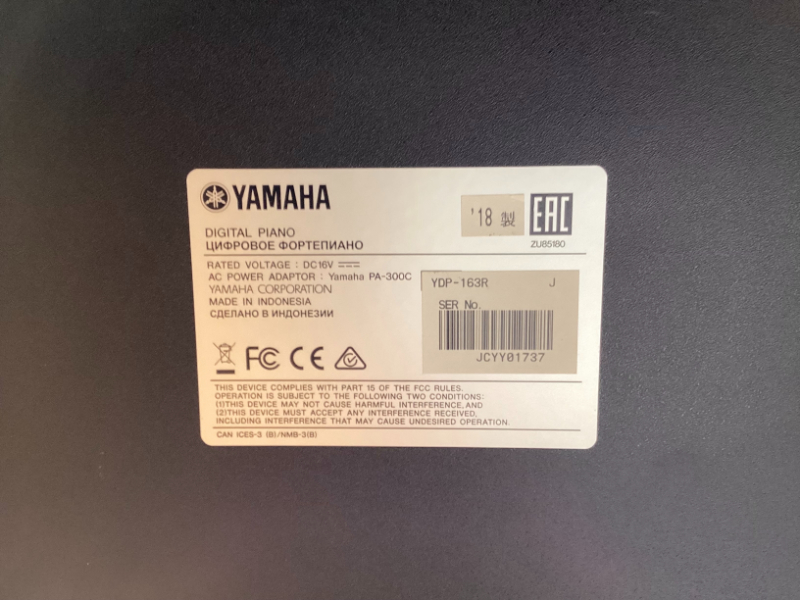 YAMAHA
'18 製
EAC
DIGITAL PIANO
ЦИФРОВОЕ ФОРТЕПИАНО
ZU85180
RATED VOLTAGE : DC16V
AC POWER ADAPTOR : Yamaha PA-300C
YAMAHA CORPORATION
MADE IN INDONESIA
СДЕЛАНО В ИНДОНЕЗИИ
YDP-163R J
SER No.
JCYY01737
FC CE
THIS DEVICE COMPLIES WITH PART 15 OF THE FCC RULES.
OPERATION IS SUBJECT TO THE FOLLOWING TWO CONDITIONS:
(1)THIS DEVICE MAY NOT CAUSE HARMFUL INTERFERENCE, AND
(2)THIS DEVICE MUST ACCEPT ANY INTERFERENCE RECEIVED,
INCLUDING INTERFERENCE THAT MAY CAUSE UNDESIRED OPERATION.
CAN ICES-3 (B)/NMB-3(B)